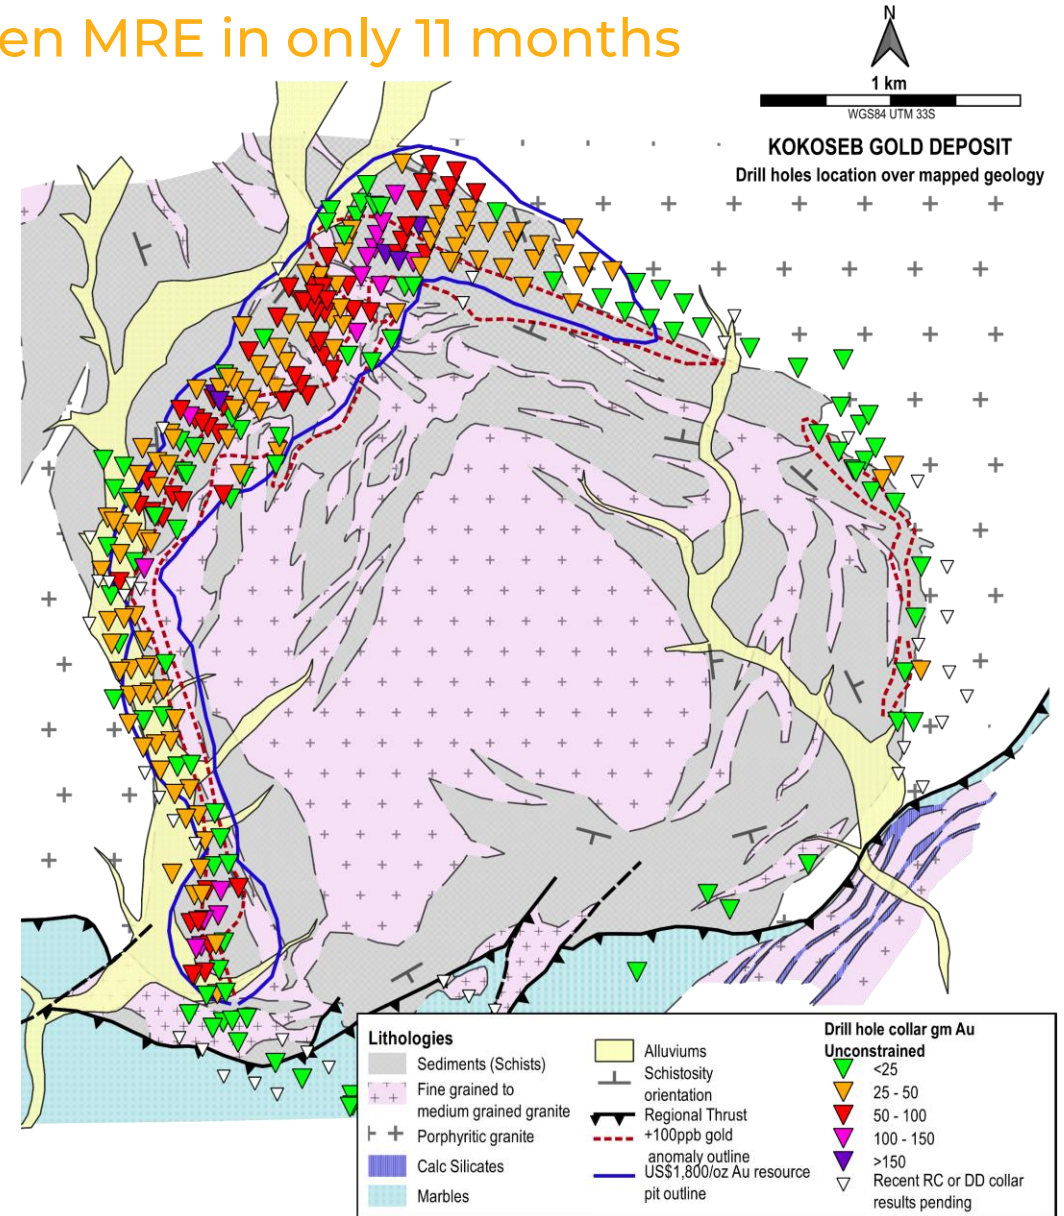 en MRE in only 11 months
N
1 km
WGS84 UTM 33S
KOKOSEB GOLD DEPOSIT
Drill holes location over mapped geology
Lithologies
Sediments (Schists)
Fine grained to
medium grained granite
Porphyritic granite
Calc Silicates
Marbles
Alluviums
Schistosity
orientation
Regional Thrust
+100ppb gold
anomaly outline
US$1,800/oz Au resource
pit outline
Drill hole collar gm Au
Unconstrained
<25
25 - 50
50 - 100
100 - 150
>150
Recent RC or DD collar
results pending